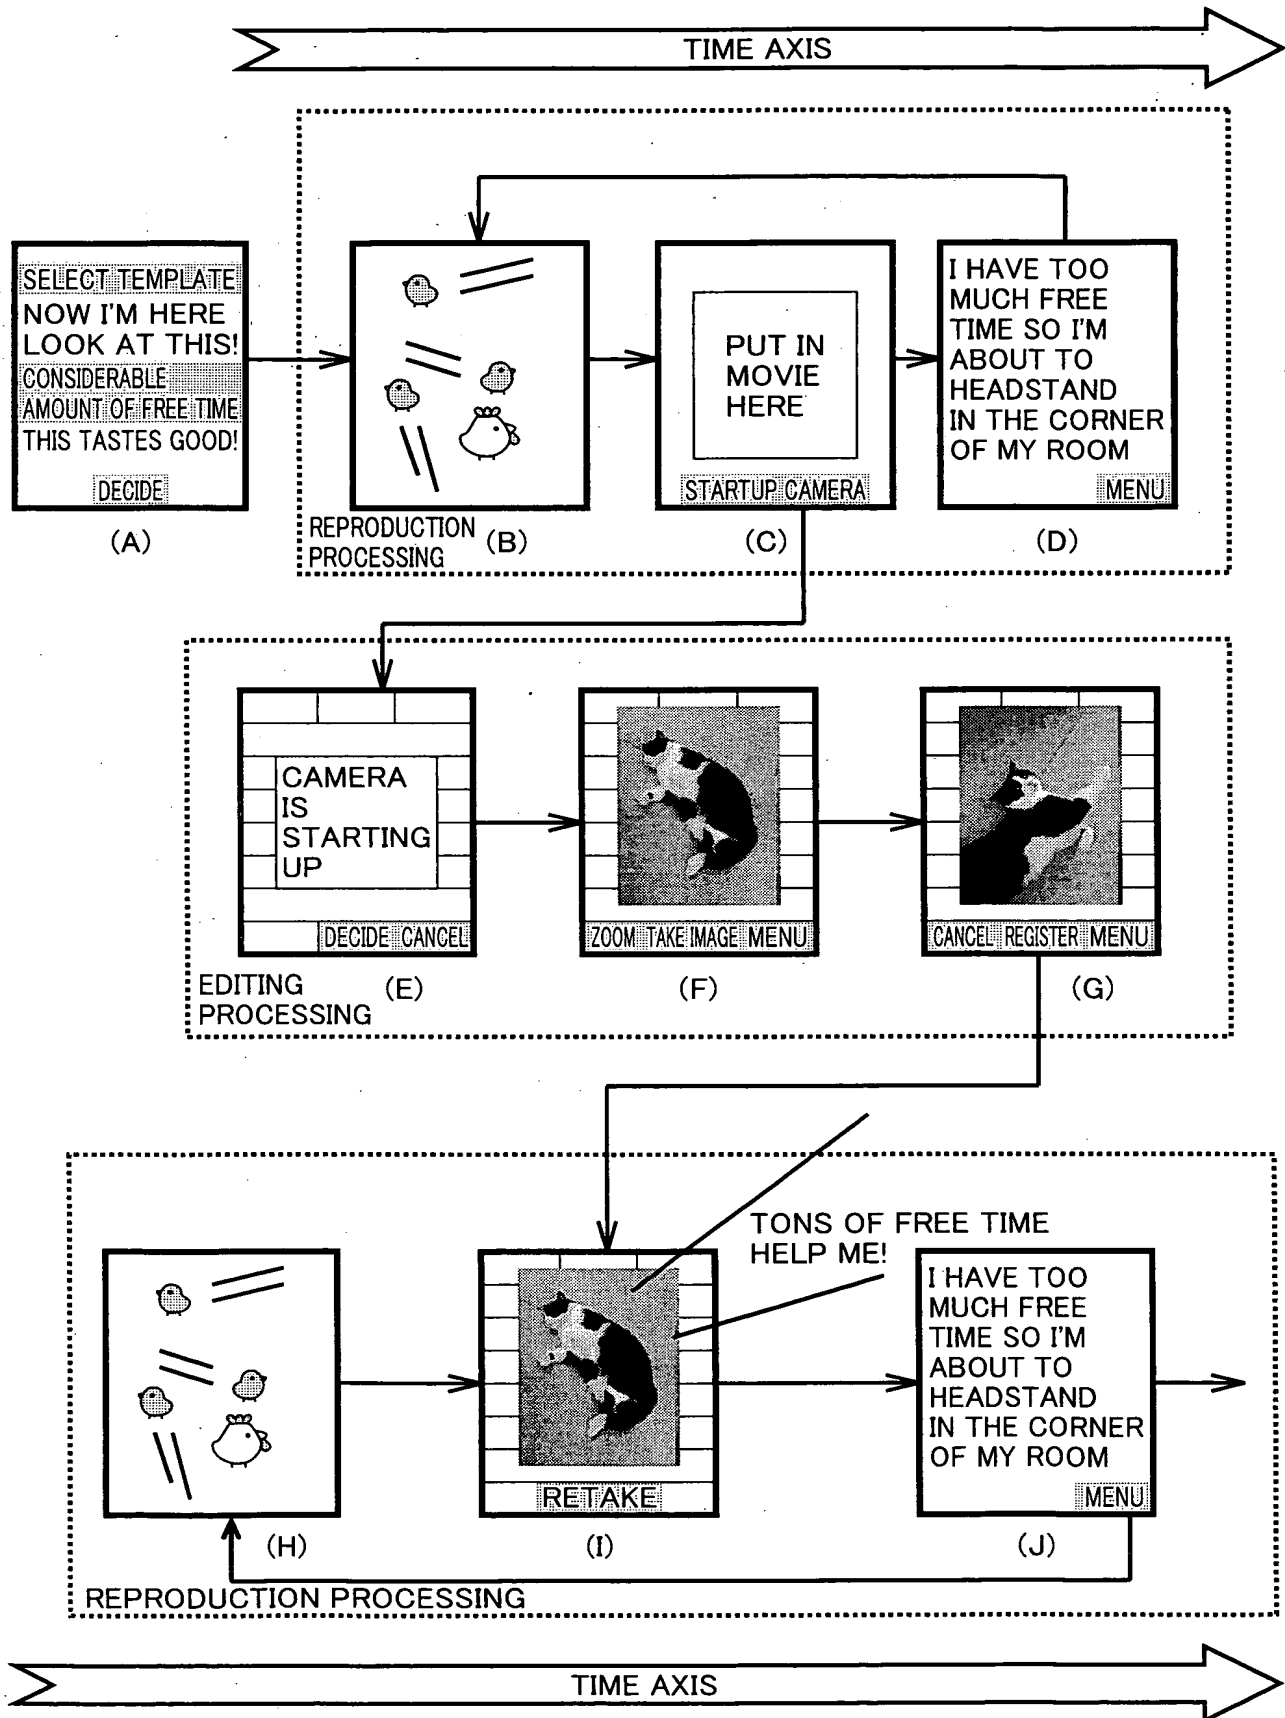 TIME AXIS
SELECT TEMPLATE
NOW I'M HERE
LOOK AT THIS!
CONSIDERABLE
AMOUNT OF FREE TIME
THIS TASTES GOOD!
DECIDE
(A)
PUT IN
MOVIE
HERE
STARTUP CAMERA
I HAVE TOO
MUCH FREE
TIME SO I'M
ABOUT TO
HEADSTAND
IN THE CORNER
OF MY ROOM
MENU
REPRODUCTION
PROCESSING
(B)
(C)
(D)
CAMERA
IS
STARTING
UP
DECIDE CANCEL
ZOOM TAKE IMAGE MENU
CANCEL REGISTER MENU
EDITING
PROCESSING
(E)
(F)
(G)
TONS OF FREE TIME
HELP ME!
RETAKE
I HAVE TOO
MUCH FREE
TIME SO I'M
ABOUT TO
HEADSTAND
IN THE CORNER
OF MY ROOM
MENU
(H)
(I)
(J)
REPRODUCTION PROCESSING
TIME AXIS